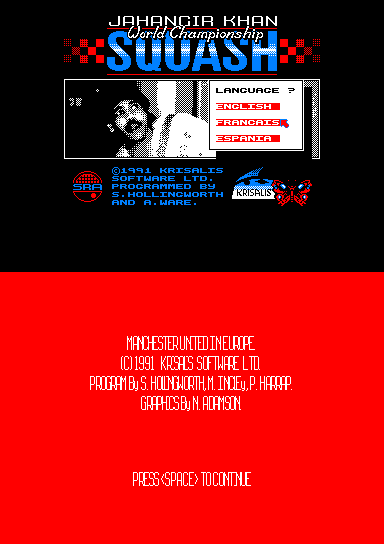 JAHANGIR KHAN
World Championship
SQUASH
LANGUAGE ?
ENGLISH
FRANCAIS
ESPANIA
©1991 KRISALIS
SOFTWARE LTD.
PROGRAMMED BY
S.HOLLINGWORTH
AND A.WARE.
SRA
KRISALIS
MANCHESTER UNITED IN EUROPE.
(C) 1991 KRISALIS SOFTWARE LTD.
PROGRAM By S. HOLLINGWORTH, M. INCLEy, P. HARRAP.
GRAPHICS By N. ADAMSON.
PRESS <SPACE> TO CONTINUE